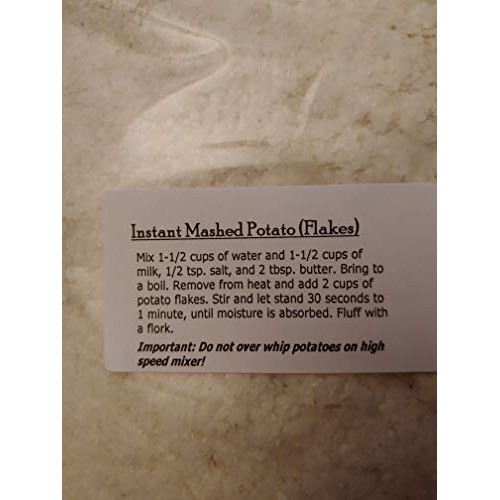 Instant Mashed Potato (Flakes)
Mix 1-1/2 cups of water and 1-1/2 cups of
milk, 1/2 tsp. salt, and 2 tbsp. butter. Bring to
a boil. Remove from heat and add 2 cups of
potato flakes. Stir and let stand 30 seconds to
1 minute, until moisture is absorbed. Fluff with
a flork.
Important: Do not over whip potatoes on high
speed mixer!